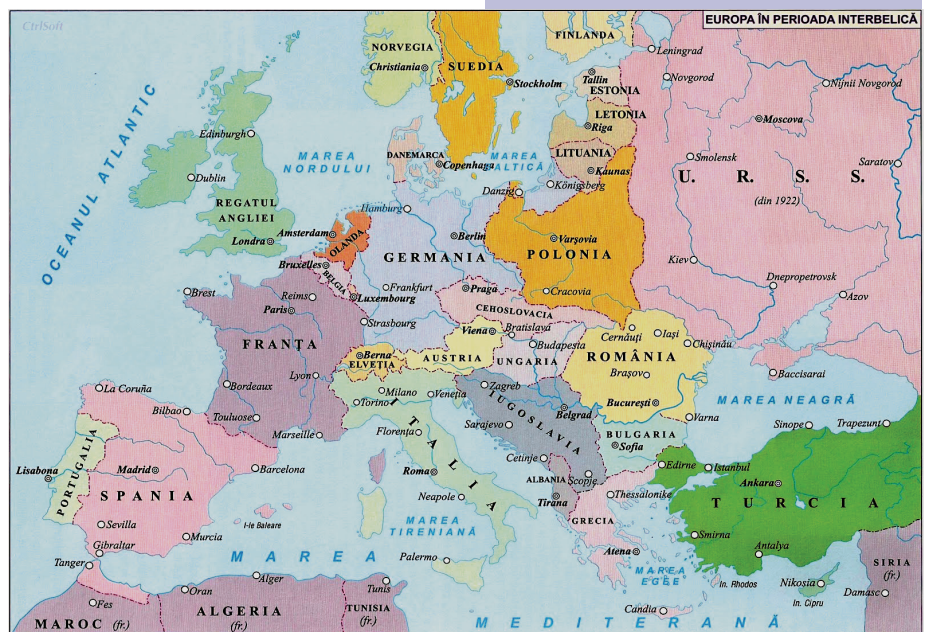 CtrlSoft
EUROPA ÎN PERIOADA INTERBELICĂ
NORVEGIA
Christiania
SUEDIA
Stockholm
FINLANDA
Leningrad
Tallin
ESTONIA
Novgorod
Nijnii Novgorod
LETONIA
Riga
Moscova
OCEANUL ATLANTIC
Edinburgh
MAREA
NORDULUI
DANEMARCA
Copenhaga
MAREA
BALTICĂ
LITUANIA
Kaunas
Smolensk
Saratov
Dublin
U. R. S. S.
(din 1922)
REGATUL
ANGLIEI
Londra
Hamburg
Danzig
Königsberg
Amsterdam
OLANDA
Berlin
Varşovia
GERMANIA
POLONIA
Bruxelles
BELGIA
Kiev
Brest
Reims
Luxembourg
Frankfurt
Praga
Cracovia
Dnepropetrovsk
Azov
Paris
CEHOSLOVACIA
Strasbourg
Viena
Bratislava
Cernăuţi
Iaşi
FRANŢA
Budapesta
Chişinău
Berna
ELVEŢIA
AUSTRIA
UNGARIA
ROMÂNIA
Lyon
Braşov
Baccisarai
La Coruña
Bordeaux
Milano
Torino
Veneţia
Zagreb
IUGOSLAVIA
Belgrad
Bucureşti
MAREA NEAGRĂ
Bilbao
Touluose
Marseille
Florenţa
ITALIA
Sarajevo
Varna
Sinope
Trapezunt
BULGARIA
Sofia
PORTUGALIA
Lisabona
Madrid
Barcelona
Roma
Cetinje
Scopje
Edirne
Istanbul
SPANIA
ALBANIA
Tirana
Ankara
Neapole
Thessalonike
TURCIA
Sevilla
I-le Baleare
MAREA
TIRENIANĂ
GRECIA
Murcia
Gibraltar
Smirna
Atena
Antalya
Tanger
MAREA
Palermo
MAREA
EGEE
In. Rhodos
Nikoşia
In. Cipru
SIRIA
(fr.)
Damasc
Fes
Oran
Alger
Tunis
Candia
MAROC (fr.)
ALGERIA
(fr.)
TUNISIA
(fr.)
MEDITERANĂ